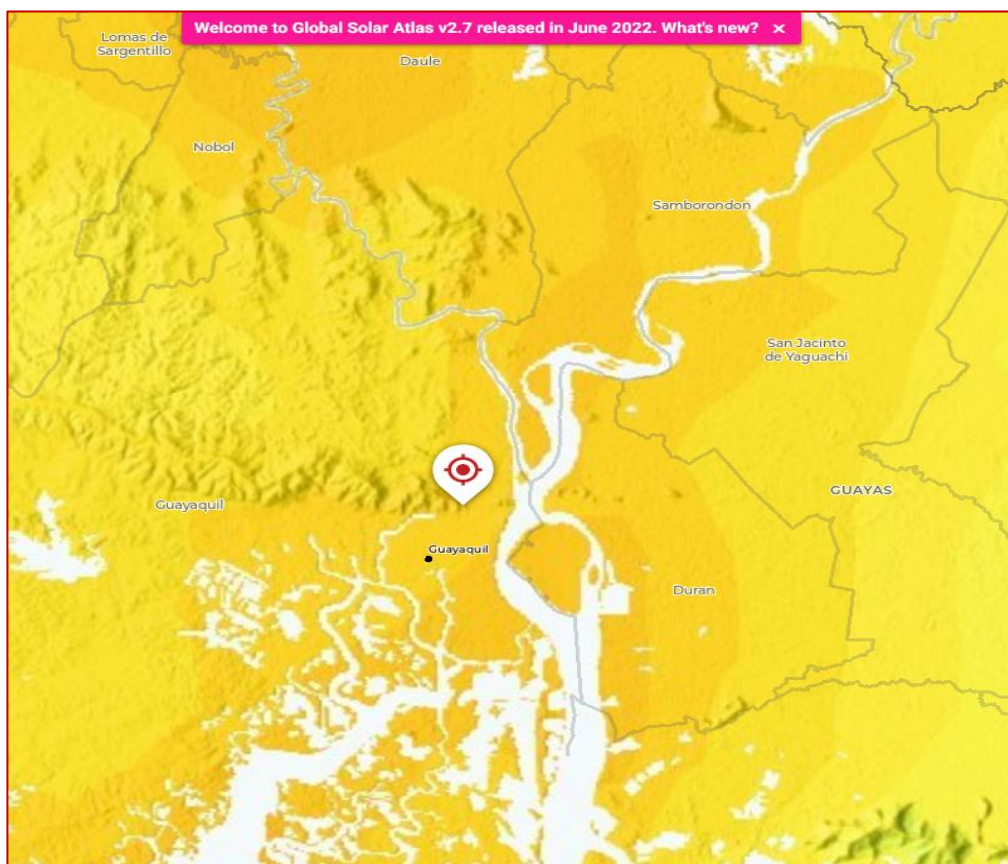 Welcome to Global Solar Atlas v2.7 released in June 2022. What's new? ×
Lomas de
Sargentillo
Daule
Nobol
Samborondon
San Jacinto
de Yaguachi
GUAYAS
Guayaquil
Guayaquil
Duran